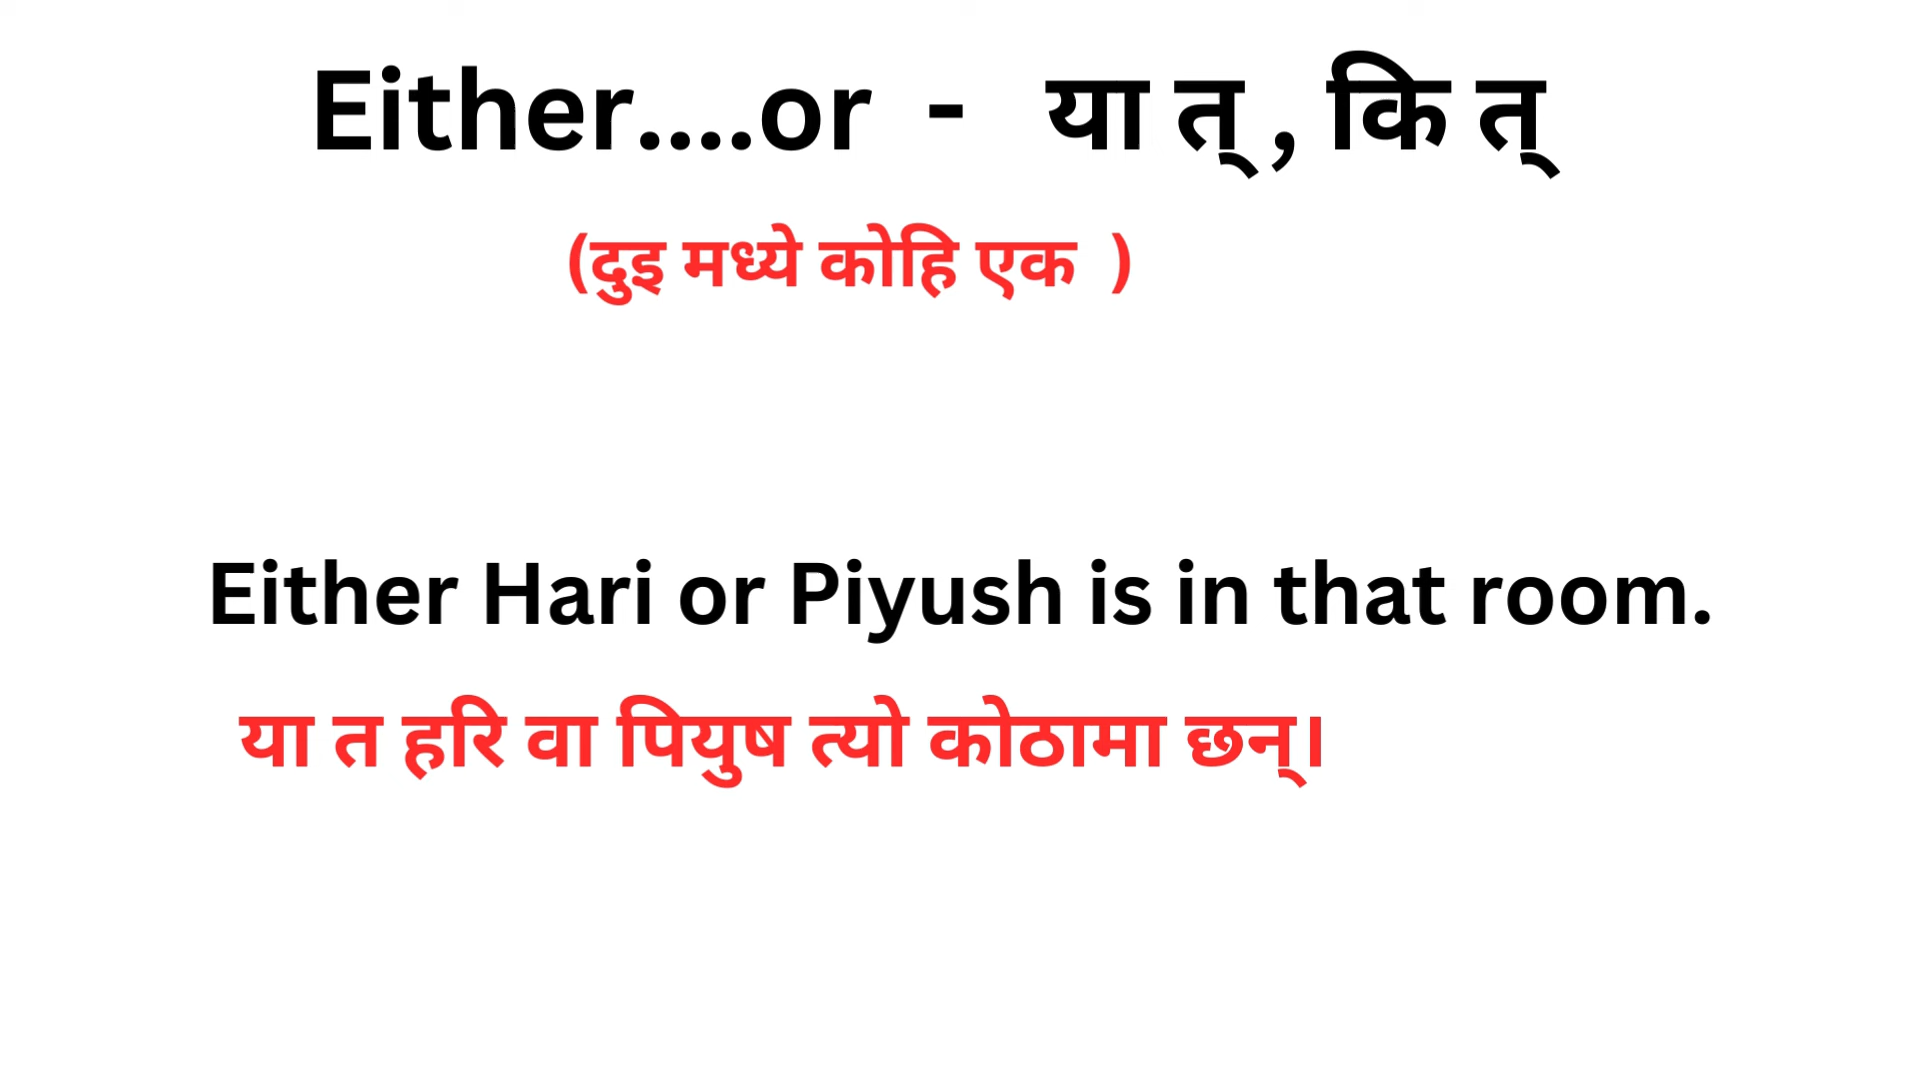 Either....or - या त् , कि त्
(दुइ मध्ये कोहि एक )
Either Hari or Piyush is in that room.
या त हरि वा पियुष त्यो कोठामा छन्।